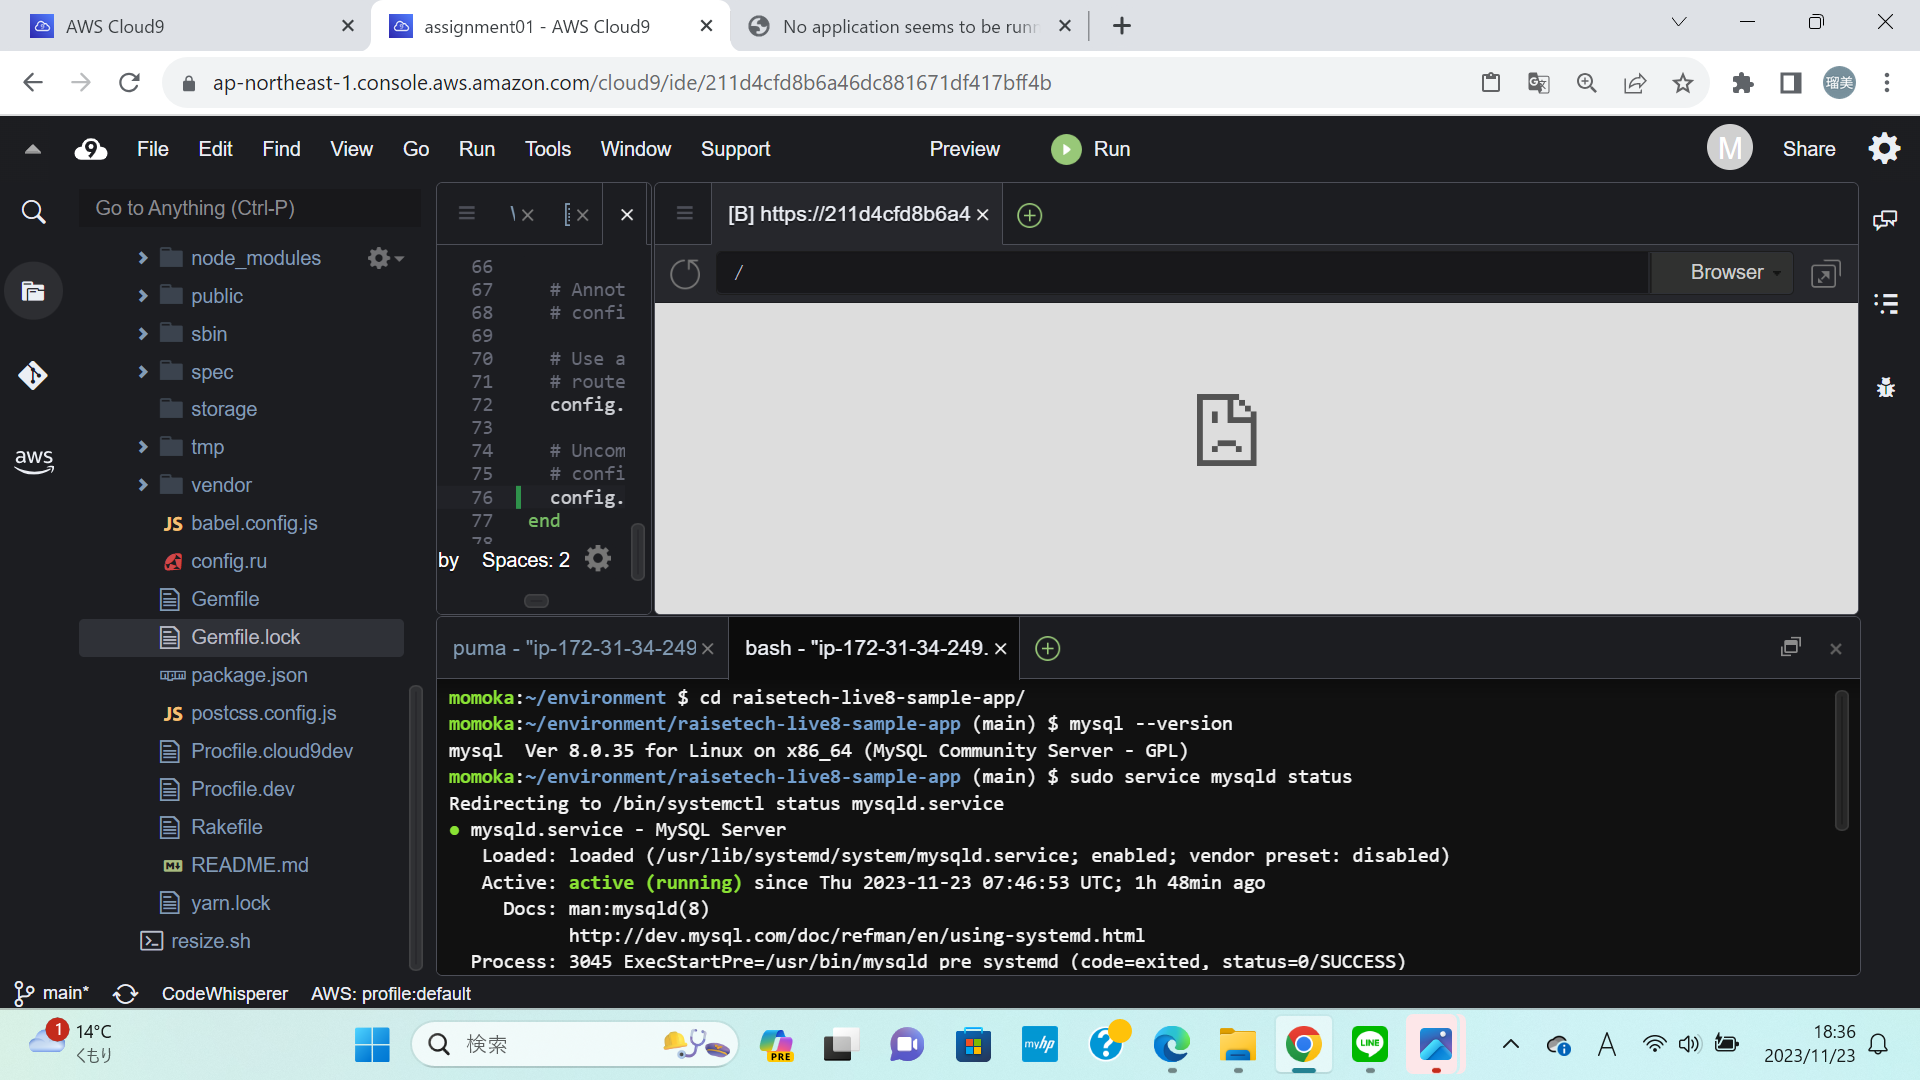 AWS Cloud9
assignment01 - AWS Cloud9
No application seems to be runn
ap-northeast-1.console.aws.amazon.com/cloud9/ide/211d4cfd8b6a46dc881671df417bff4b
瑠美
9 File Edit Find View Go Run Tools Window Support Preview Run M Share
Go to Anything (Ctrl-P)
node_modules
public
sbin
spec
storage
tmp
vendor
JS babel.config.js
config.ru
Gemfile
Gemfile.lock
package.json
JS postcss.config.js
Procfile.cloud9dev
Procfile.dev
Rakefile
README.md
yarn.lock
resize.sh
aws
66
67 # Annot
68 # confi
69
70 # Use a
71 # route
72 config.
73
74 # Uncom
75 # confi
76 config.
77 end
78
by Spaces: 2
[B] https://211d4cfd8b6a4
/ Browser
puma - "ip-172-31-34-249
bash - "ip-172-31-34-249.
momoka:~/environment $ cd raisetech-live8-sample-app/
momoka:~/environment/raisetech-live8-sample-app (main) $ mysql --version
mysql  Ver 8.0.35 for Linux on x86_64 (MySQL Community Server - GPL)
momoka:~/environment/raisetech-live8-sample-app (main) $ sudo service mysqld status
Redirecting to /bin/systemctl status mysqld.service
● mysqld.service - MySQL Server
Loaded: loaded (/usr/lib/systemd/system/mysqld.service; enabled; vendor preset: disabled)
Active: active (running) since Thu 2023-11-23 07:46:53 UTC; 1h 48min ago
Docs: man:mysqld(8)
http://dev.mysql.com/doc/refman/en/using-systemd.html
Process: 3045 ExecStartPre=/usr/bin/mysqld_pre_systemd (code=exited, status=0/SUCCESS)
main* CodeWhisperer AWS: profile:default
1 14°C
くもり
検索
PRE
myhp
LINE
A
18:36
2023/11/23